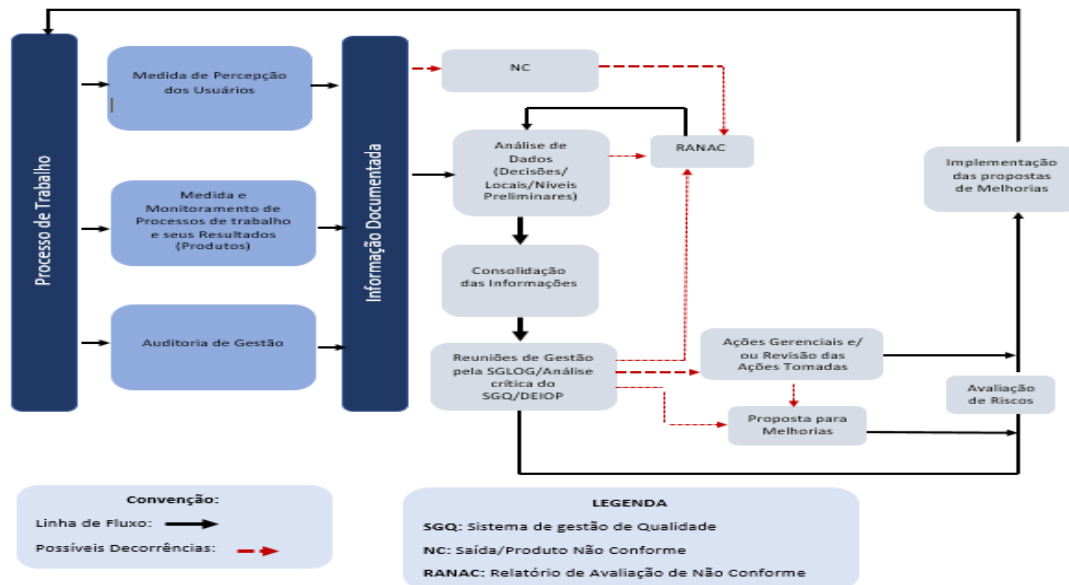 Processo de Trabalho
Medida de Percepção
dos Usuários
Medida e
Monitoramento de
Processos de trabalho
e seus Resultados
(Produtos)
Auditoria de Gestão
Informação Documentada
NC
Análise de
Dados
(Decisões/
Locais/Níveis
Preliminares)
RANAC
Consolidação
das Informações
Reuniões de Gestão
pela SGLOG/Análise
crítica do
SGQ/DEIOP
Ações Gerenciais e/
ou Revisão das
Ações Tomadas
Proposta para
Melhorias
Implementação
das propostas
de Melhorias
Avaliação
de Riscos
Convenção:
Linha de Fluxo:
Possíveis Decorrências:
LEGENDA
SGQ: Sistema de gestão de Qualidade
NC: Saída/Produto Não Conforme
RANAC: Relatório de Avaliação de Não Conforme